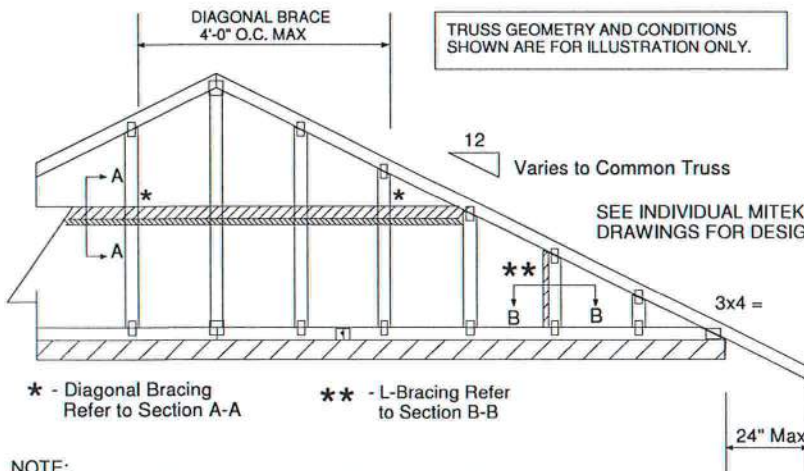 DIAGONAL BRACE
4'-0" O.C. MAX
TRUSS GEOMETRY AND CONDITIONS
SHOWN ARE FOR ILLUSTRATION ONLY.
12
Varies to Common Truss
A
*
*
SEE INDIVIDUAL MITEK
DRAWINGS FOR DESIG
A
**
B
B
3x4 =
* - Diagonal Bracing
Refer to Section A-A
** - L-Bracing Refer
to Section B-B
24" Max
NOTE: